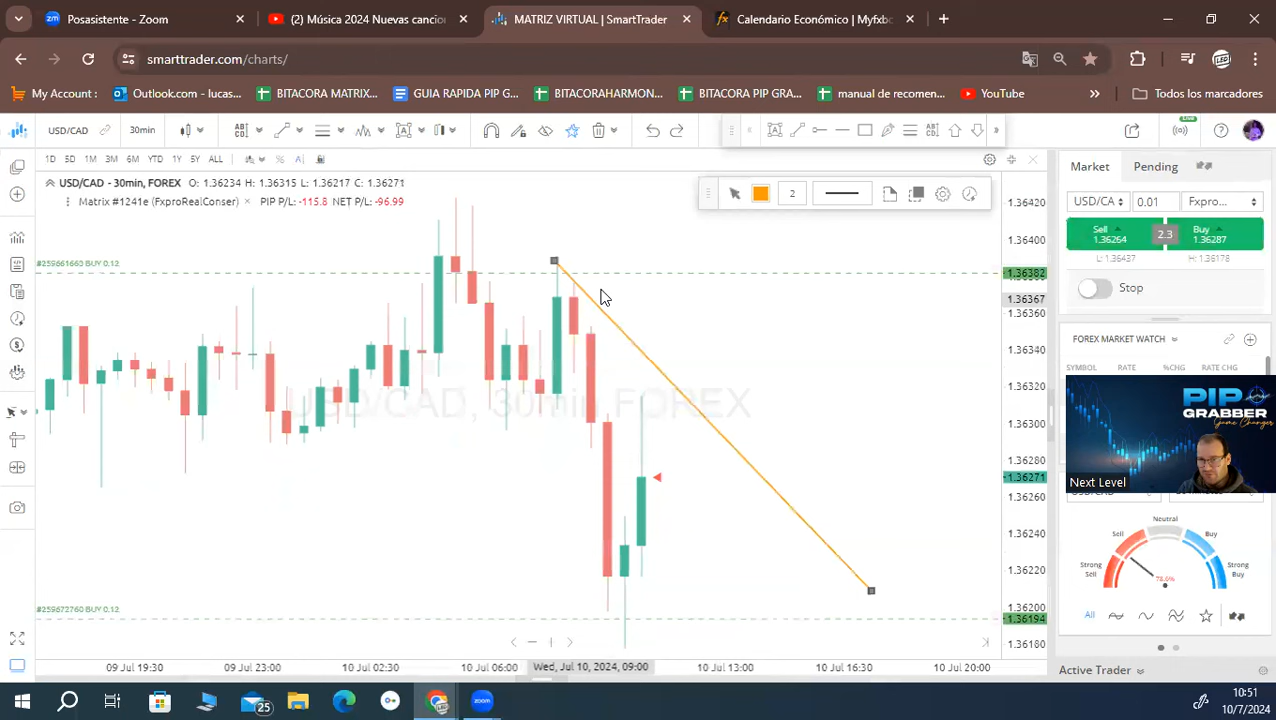 Posasistente - Zoom
(2) Música 2024 Nuevas cancio
MATRIZ VIRTUAL | SmartTrader
Calendario Económico | Myfxbo
smarttrader.com/charts/
My Account :
Outlook.com - lucas...
BITACORA MATRIX...
GUIA RAPIDA PIP G...
BITACORAHARMON...
BITACORA PIP GRA...
manual de recomen...
YouTube
Todos los marcadores
USD/CAD
30min
1D 5D 1M 3M 6M YTD 1Y 5Y ALL
USD/CAD - 30min, FOREX O: 1.36234 H: 1.36315 L: 1.36217 C: 1.36271
Matrix #1241e (FxproRealConser) × PIP P/L: -115.8 NET P/L: -96.99
2
#259661660 BUY 0.12
USD/CAD, 30min FOREX
#259672760 BUY 0.12
1.36420
1.36400
1.36382
1.36367
1.36360
1.36340
1.36320
1.36300
1.36280
1.36271
1.36260
1.36240
1.36220
1.36200
1.36194
1.36180
09 Jul 19:30
09 Jul 23:00
10 Jul 02:30
10 Jul 06:00
Wed, Jul 10, 2024, 09:00
10 Jul 13:00
10 Jul 16:30
10 Jul 20:00
Live
Market
Pending
USD/CA
0.01
Fxpro...
Sell
1.36264
2.3
Buy
1.36287
L: 1.36437
H: 1.36178
Stop
FOREX MARKET WATCH
SYMBOL RATE %CHG RATE CHG
PIP
GRABBER
Game Changer
Next Level
Neutral
Sell
Buy
Strong
Sell
Strong
Buy
All
Active Trader
25
zoom
10:51
10/7/2024